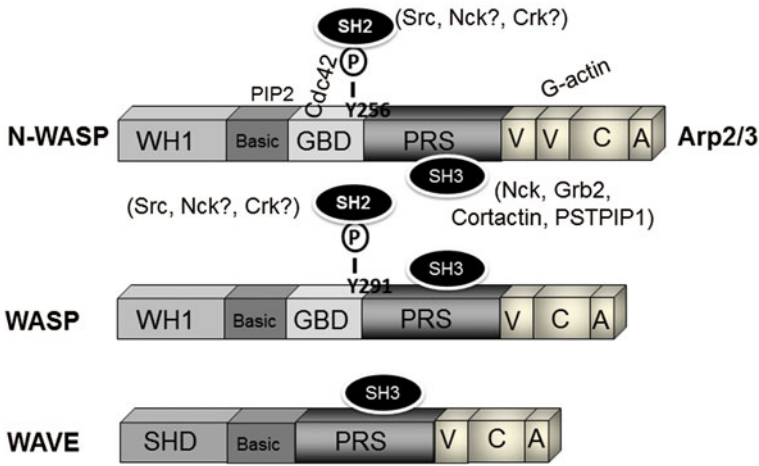 SH2 (Src, Nck?, Crk?)
P
PIP2 Cdc42 Y256 G-actin
N-WASP WH1 Basic GBD PRS V V C A Arp2/3
SH3
(Nck, Grb2,
Cortactin, PSTPIP1)
(Src, Nck?, Crk?) SH2
P
Y291 SH3
WASP WH1 Basic GBD PRS V C A
SH3
WAVE SHD Basic PRS V C A